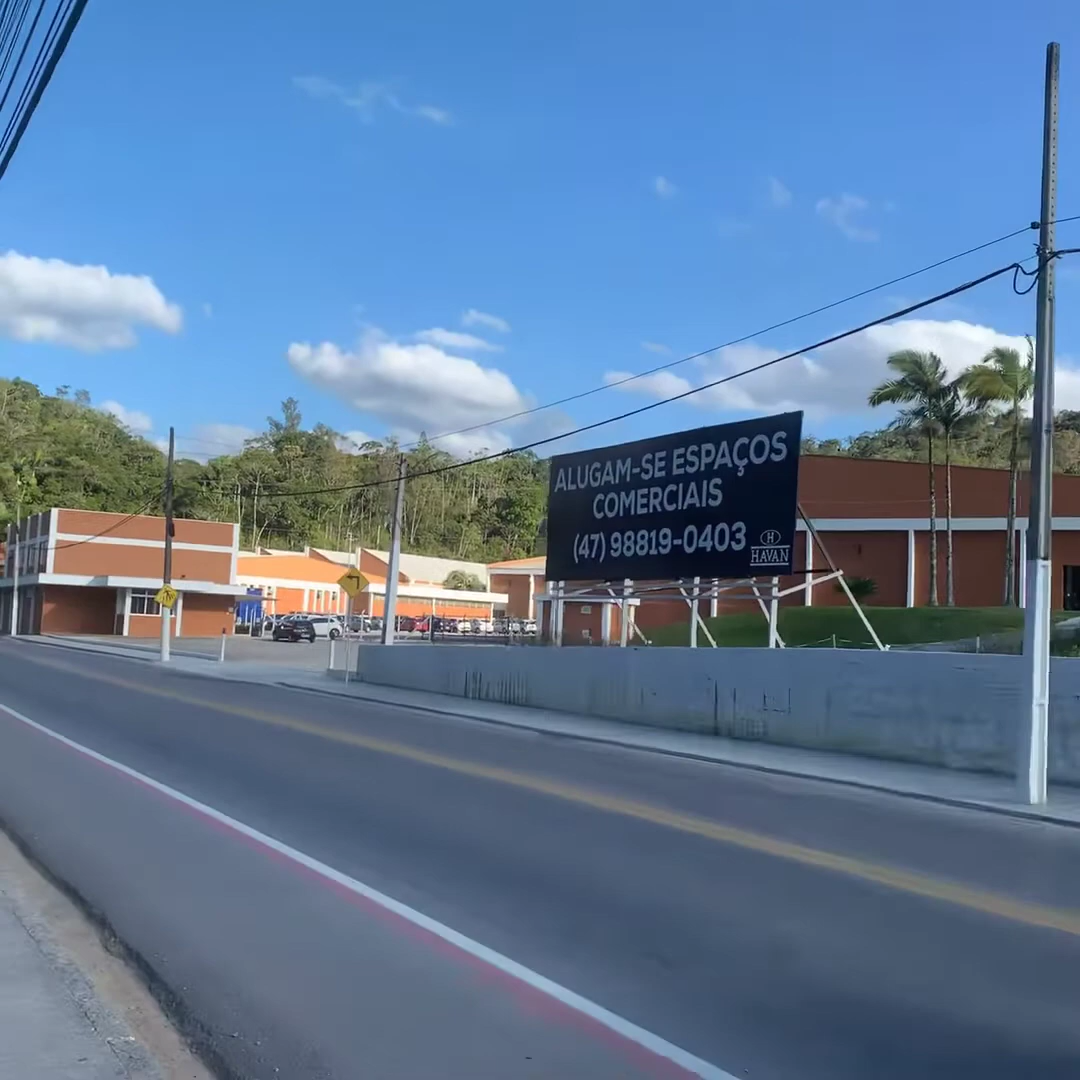 ALUGAM-SE ESPAÇOS
COMERCIAIS
(47) 98819-0403
H
HAVAN